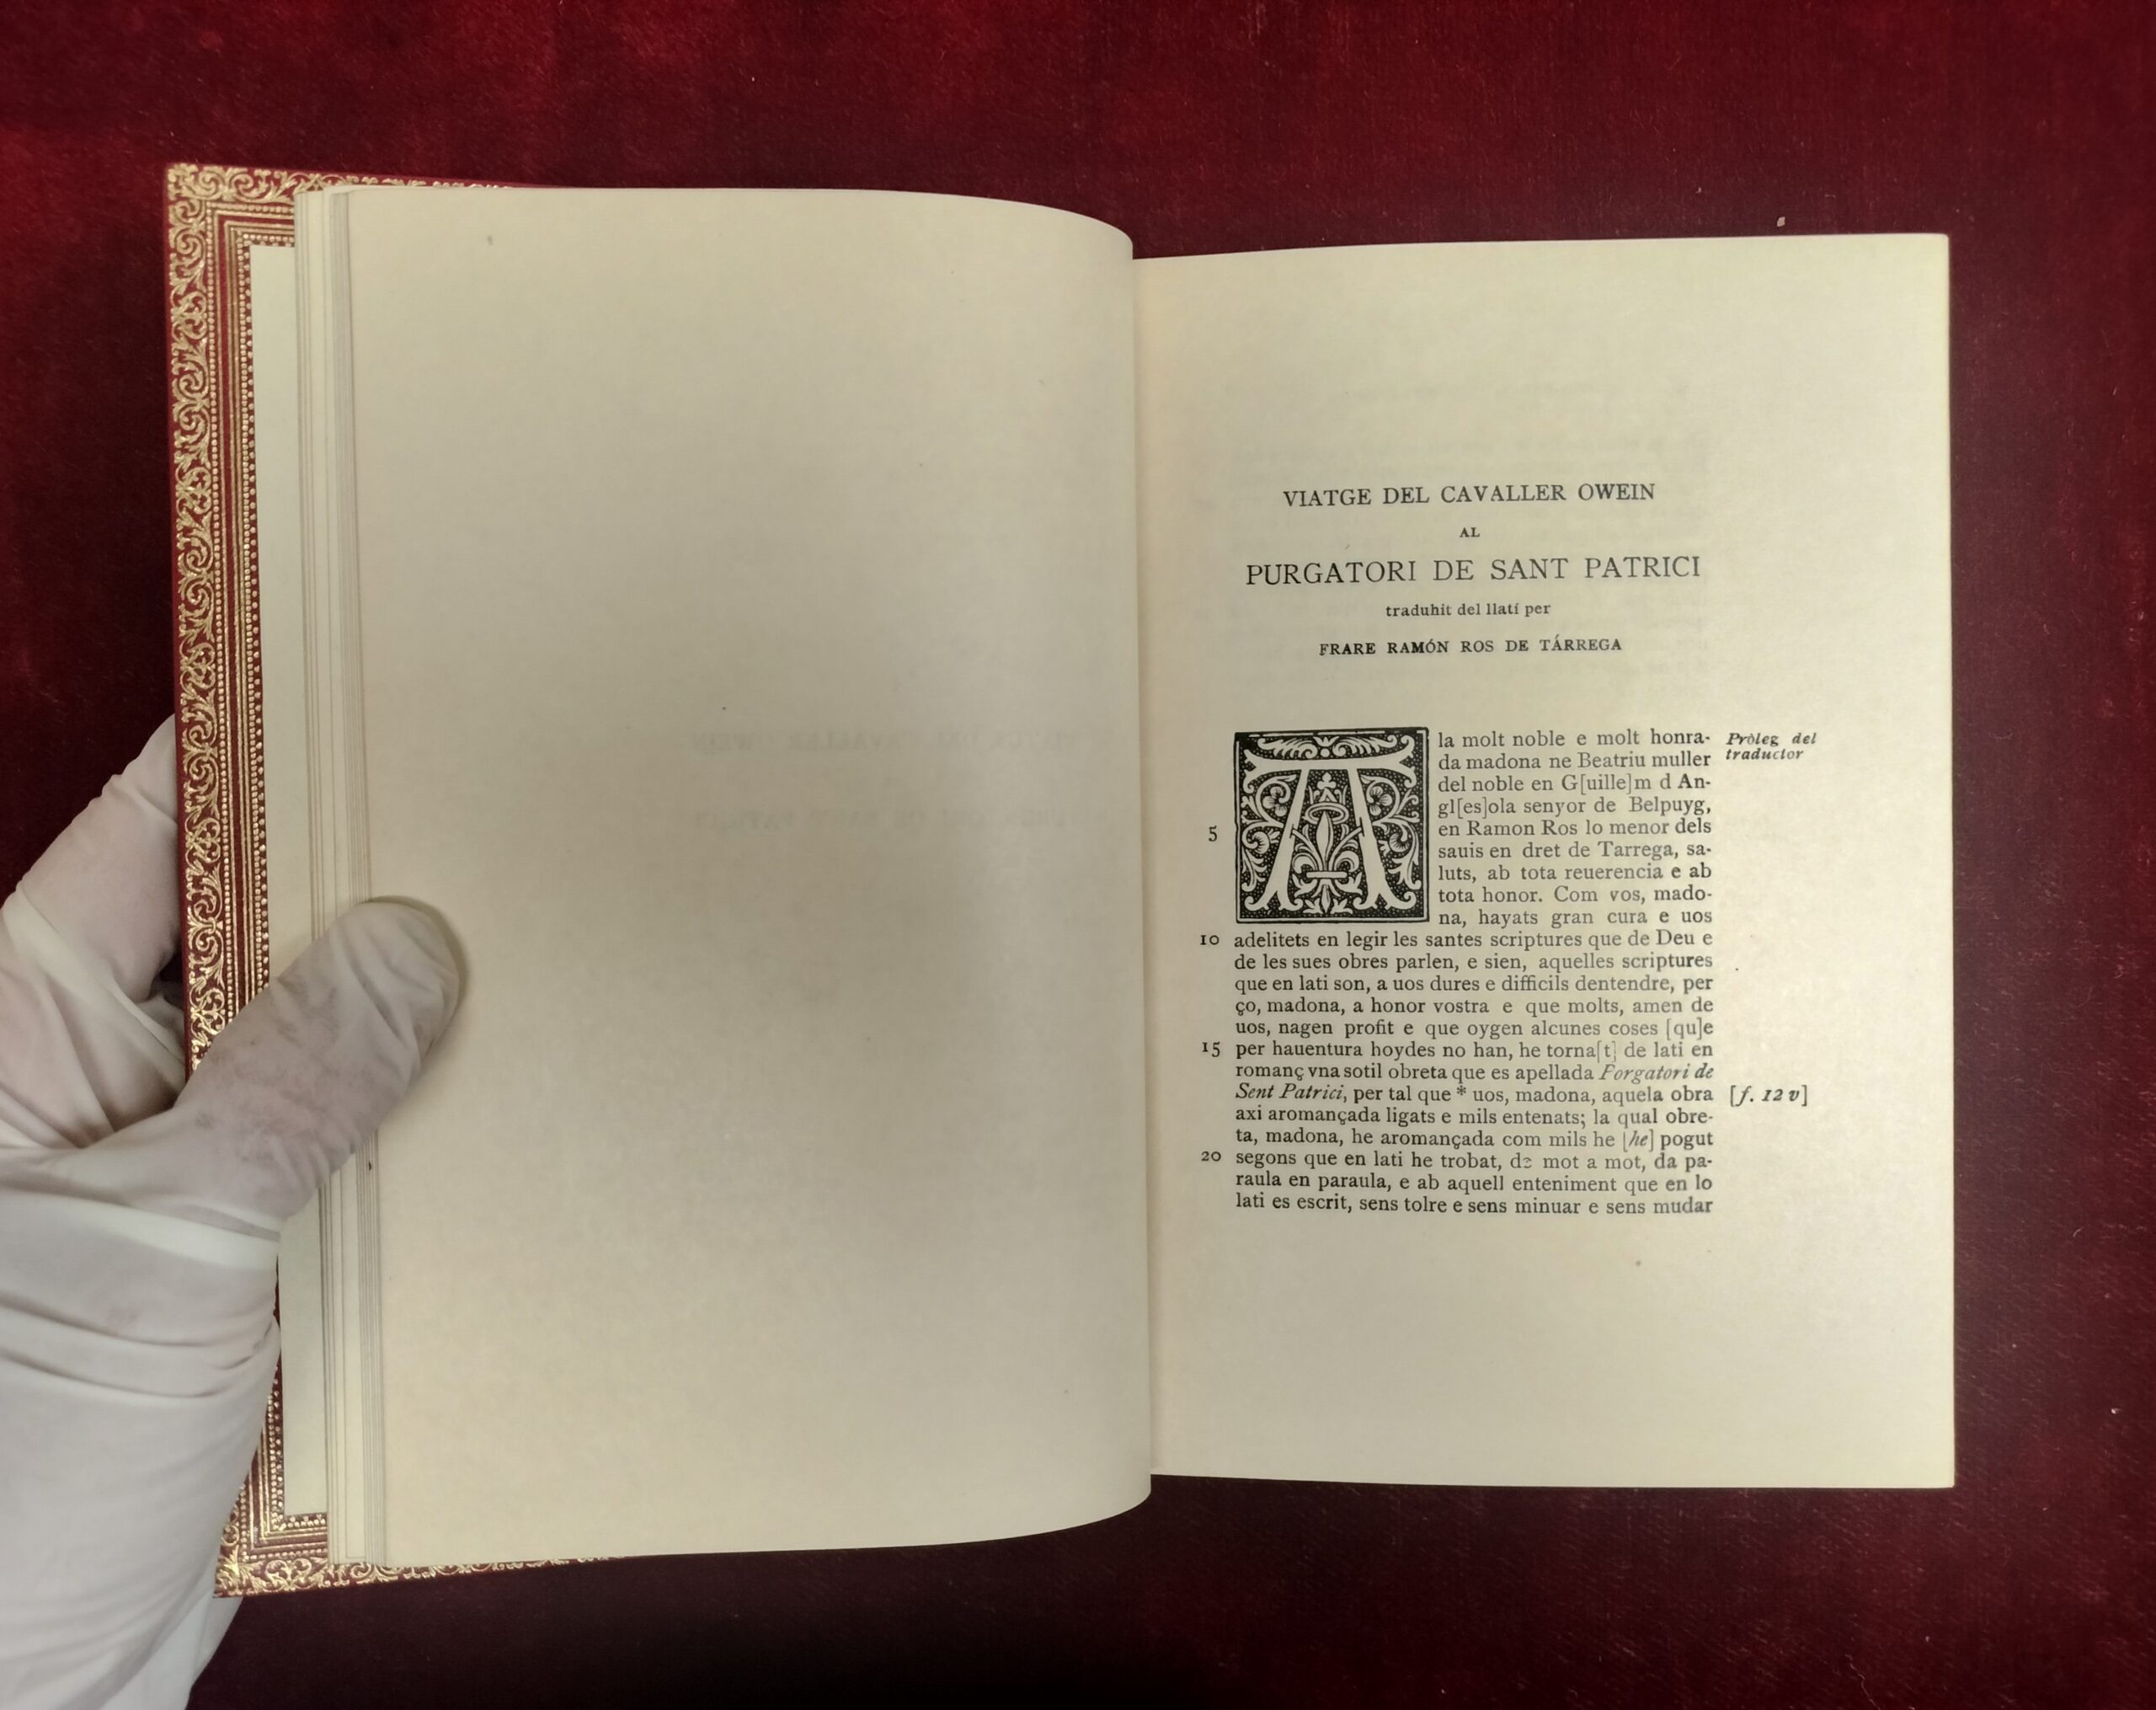 VIATGE DEL CAVALLER OWEIN
AL
PURGATORI DE SANT PATRICI
traduhit del llatí per
FRARE RAMÓN ROS DE TÁRREGA
A la molt noble e molt honra- Pròleg del
da madona ne Beatriu muller traductor
del noble en G[uille]m d An-
gl[es]ola senyor de Belpuyg,
5 en Ramon Ros lo menor dels
sauis en dret de Tarrega, sa-
luts, ab tota reuerencia e ab
tota honor. Com vos, mado-
na, hayats gran cura e uos
10 adelitets en legir les santes scriptures que de Deu e
de les sues obres parlen, e sien, aquelles scriptures
que en lati son, a uos dures e difficils dentendre, per
ço, madona, a honor vostra e que molts, amen de
uos, nagen profit e que oygen alcunes coses [qu]e
15 per hauentura hoydes no han, he torna[t] de lati en
romanç vna sotil obreta que es apellada Forgatori de
Sent Patrici, per tal que * uos, madona, aquela obra [f. 12 v]
axi aromançada ligats e mils entenats; la qual obre-
ta, madona, he aromançada com mils he [he] pogut
20 segons que en lati he trobat, de mot a mot, da pa-
raula en paraula, e ab aquell enteniment que en lo
lati es escrit, sens tolre e sens minuar e sens mudar